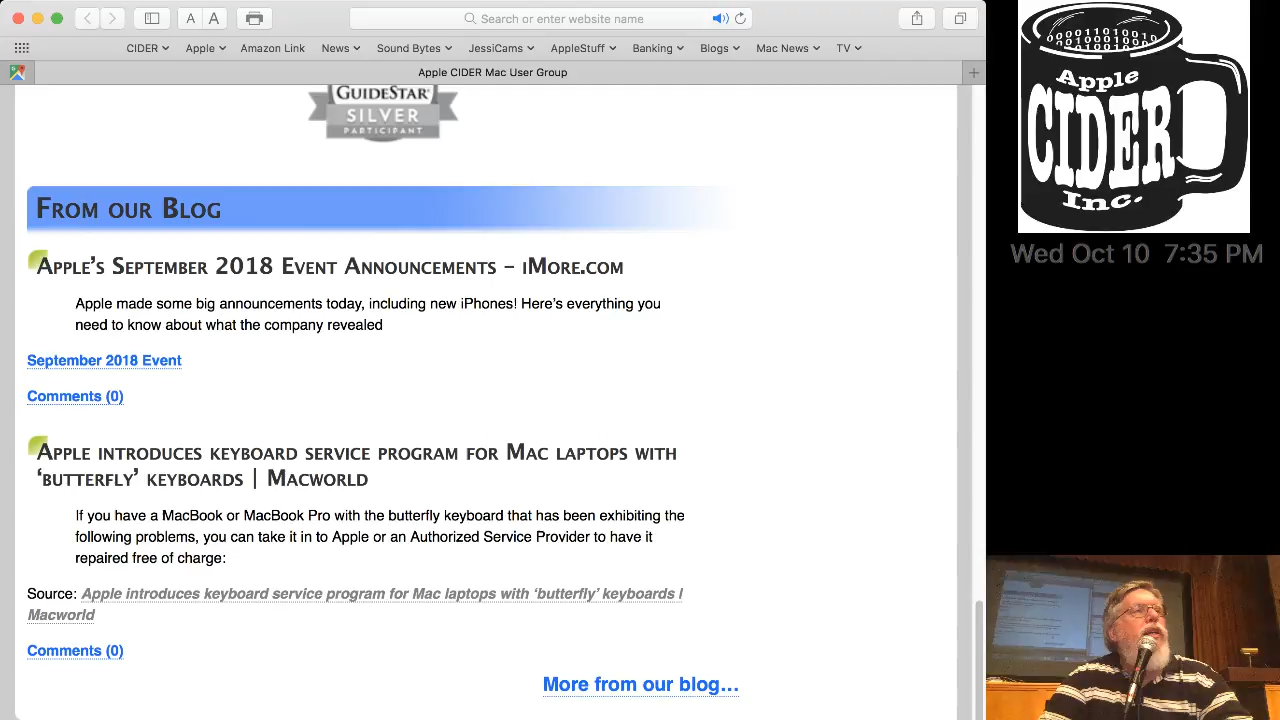 Search or enter website name
CIDER Apple Amazon Link News Sound Bytes JessiCams AppleStuff Banking Blogs Mac News TV
Apple CIDER Mac User Group
GUIDESTAR
SILVER
PARTICIPANT
From our Blog
Apple's September 2018 Event Announcements – iMore.com
Apple made some big announcements today, including new iPhones! Here's everything you
need to know about what the company revealed
September 2018 Event
Comments (0)
Apple introduces keyboard service program for Mac laptops with
'butterfly' keyboards | Macworld
If you have a MacBook or MacBook Pro with the butterfly keyboard that has been exhibiting the
following problems, you can take it in to Apple or an Authorized Service Provider to have it
repaired free of charge:
Source: Apple introduces keyboard service program for Mac laptops with 'butterfly' keyboards |
Macworld
Comments (0)
More from our blog...
Apple
CIDER
Inc.
Wed Oct 10 7:35 PM